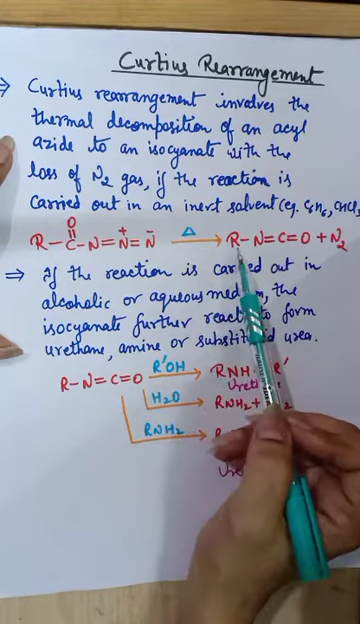 Curtius Rearrangement
⇒ Curtius rearrangement involves the
thermal decomposition of an acyl
azide to an isocyanate with the
loss of N₂ gas, if the reaction is
carried out in an inert solvent (eg. C₆H₆, CHCl₃
O
R-C-N=N⁺=N⁻ Δ→ R-N=C=O + N₂
⇒ If the reaction is carried out in
alcoholic or aqueous medium, the
isocyanate further reacts to form
urethane, amine or substituted urea.
R-N=C=O R'OH→ RNH R'
H₂O→ RNH₂ +
RNH₂→